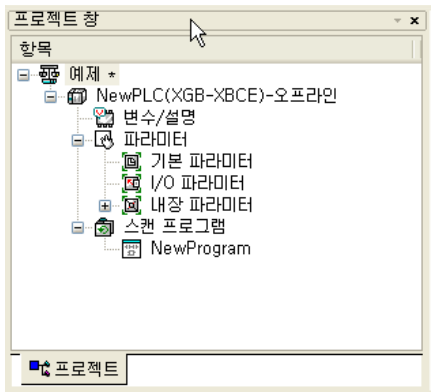 프로젝트 창
항목
예제 *
NewPLC(XGB-XBCE)-오프라인
변수/설명
파라미터
기본 파라미터
I/O 파라미터
내장 파라미터
스캔 프로그램
NewProgram
프로젝트